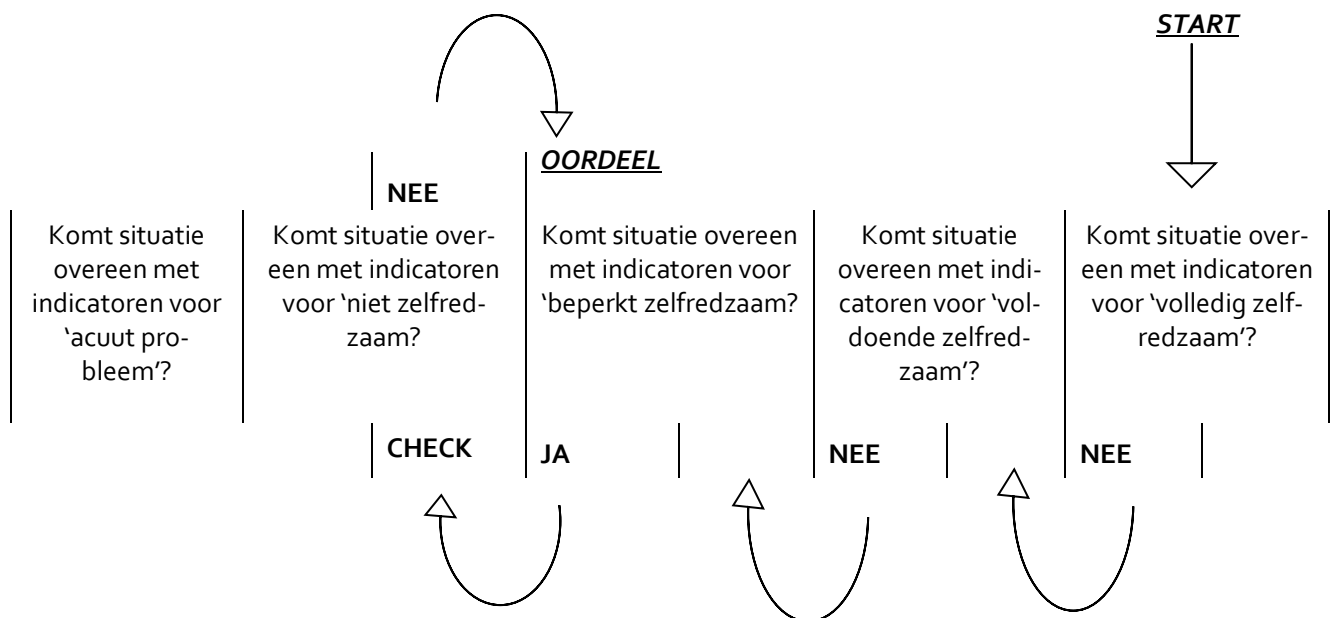 START
OORDEEL
NEE
Komt situatie
overeen met
indicatoren voor
‘acuut pro-
bleem’?
Komt situatie over-
een met indicatoren
voor ‘niet zelfred-
zaam?
Komt situatie overeen
met indicatoren voor
‘beperkt zelfredzaam?
Komt situatie
overeen met indi-
catoren voor ‘vol-
doende zelfred-
zaam’?
Komt situatie over-
een met indicatoren
voor ‘volledig zelf-
redzaam’?
CHECK
JA
NEE
NEE